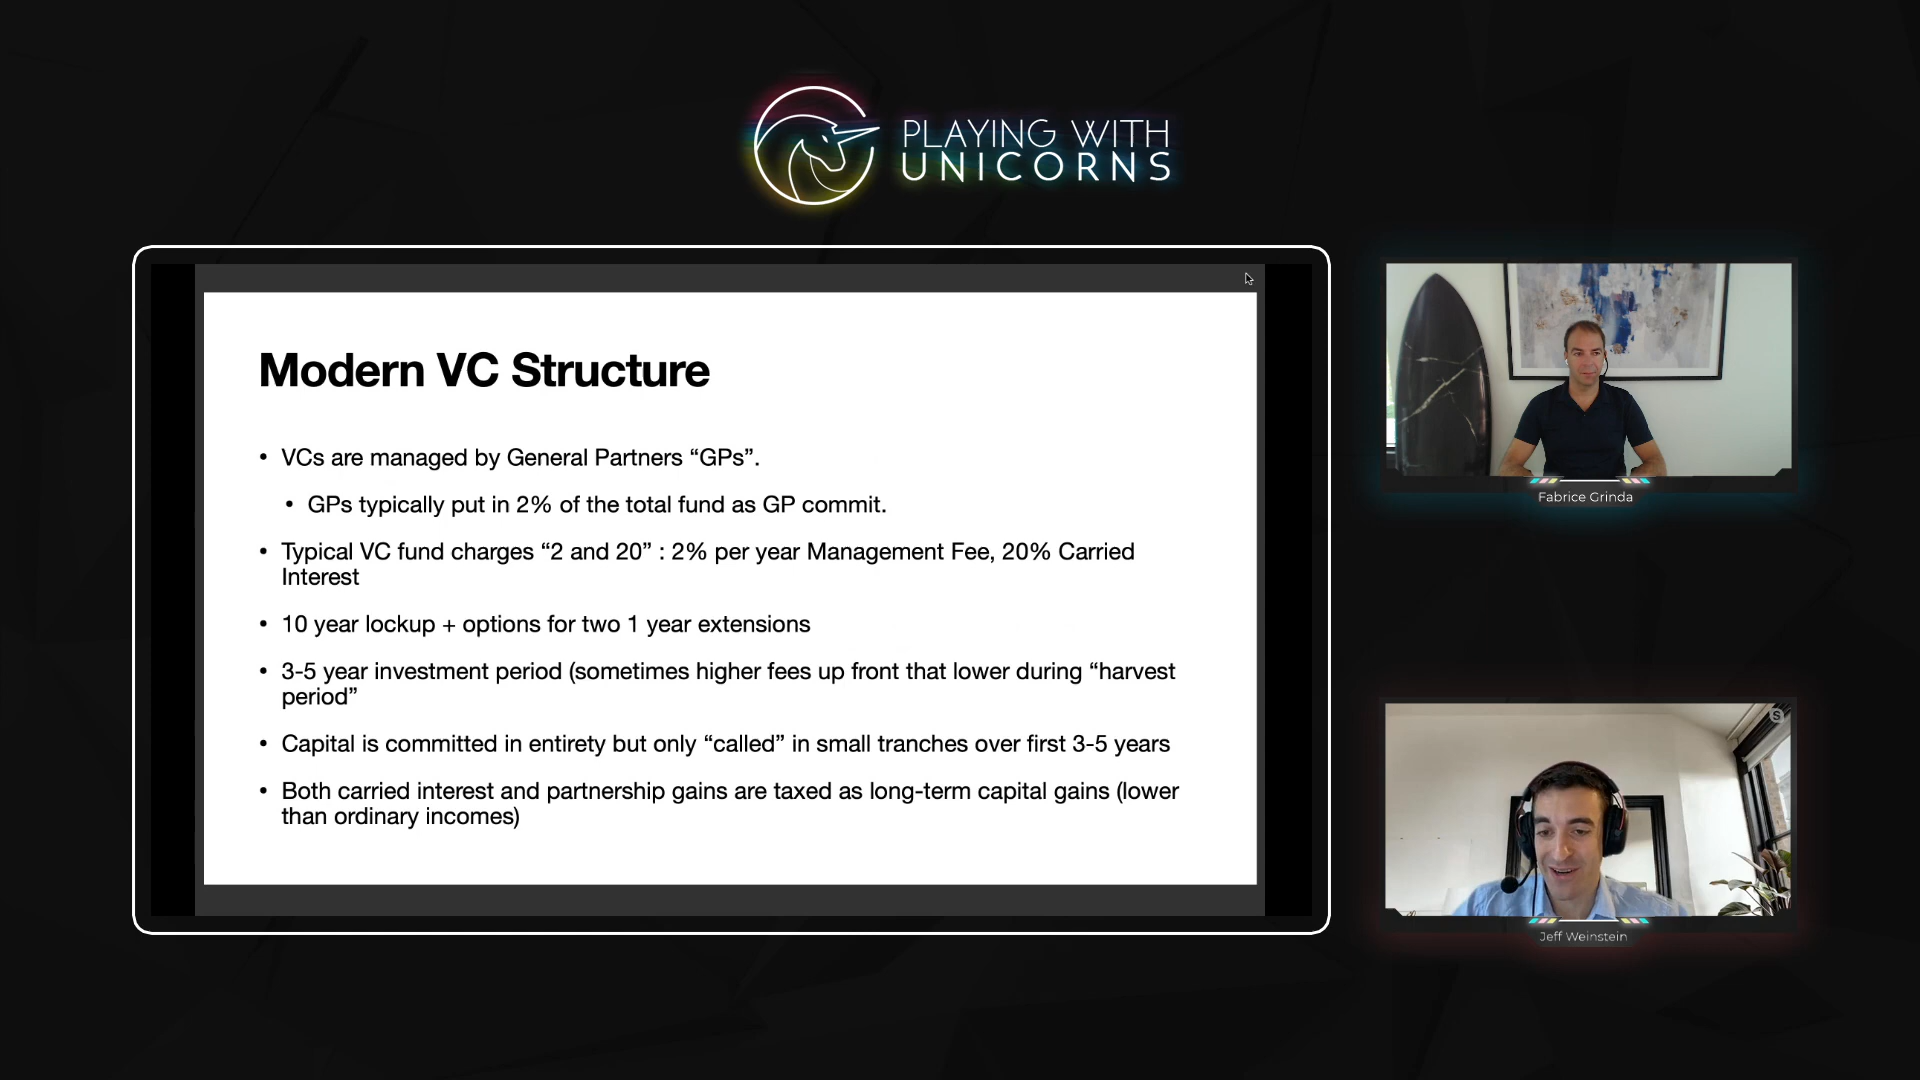 PLAYING WITH
UNICORNS
Modern VC Structure
• VCs are managed by General Partners “GPs”.
• GPs typically put in 2% of the total fund as GP commit.
• Typical VC fund charges “2 and 20” : 2% per year Management Fee, 20% Carried
Interest
• 10 year lockup + options for two 1 year extensions
• 3-5 year investment period (sometimes higher fees up front that lower during “harvest
period”
• Capital is committed in entirety but only “called” in small tranches over first 3-5 years
• Both carried interest and partnership gains are taxed as long-term capital gains (lower
than ordinary incomes)
Fabrice Grinda
S
Jeff Weinstein